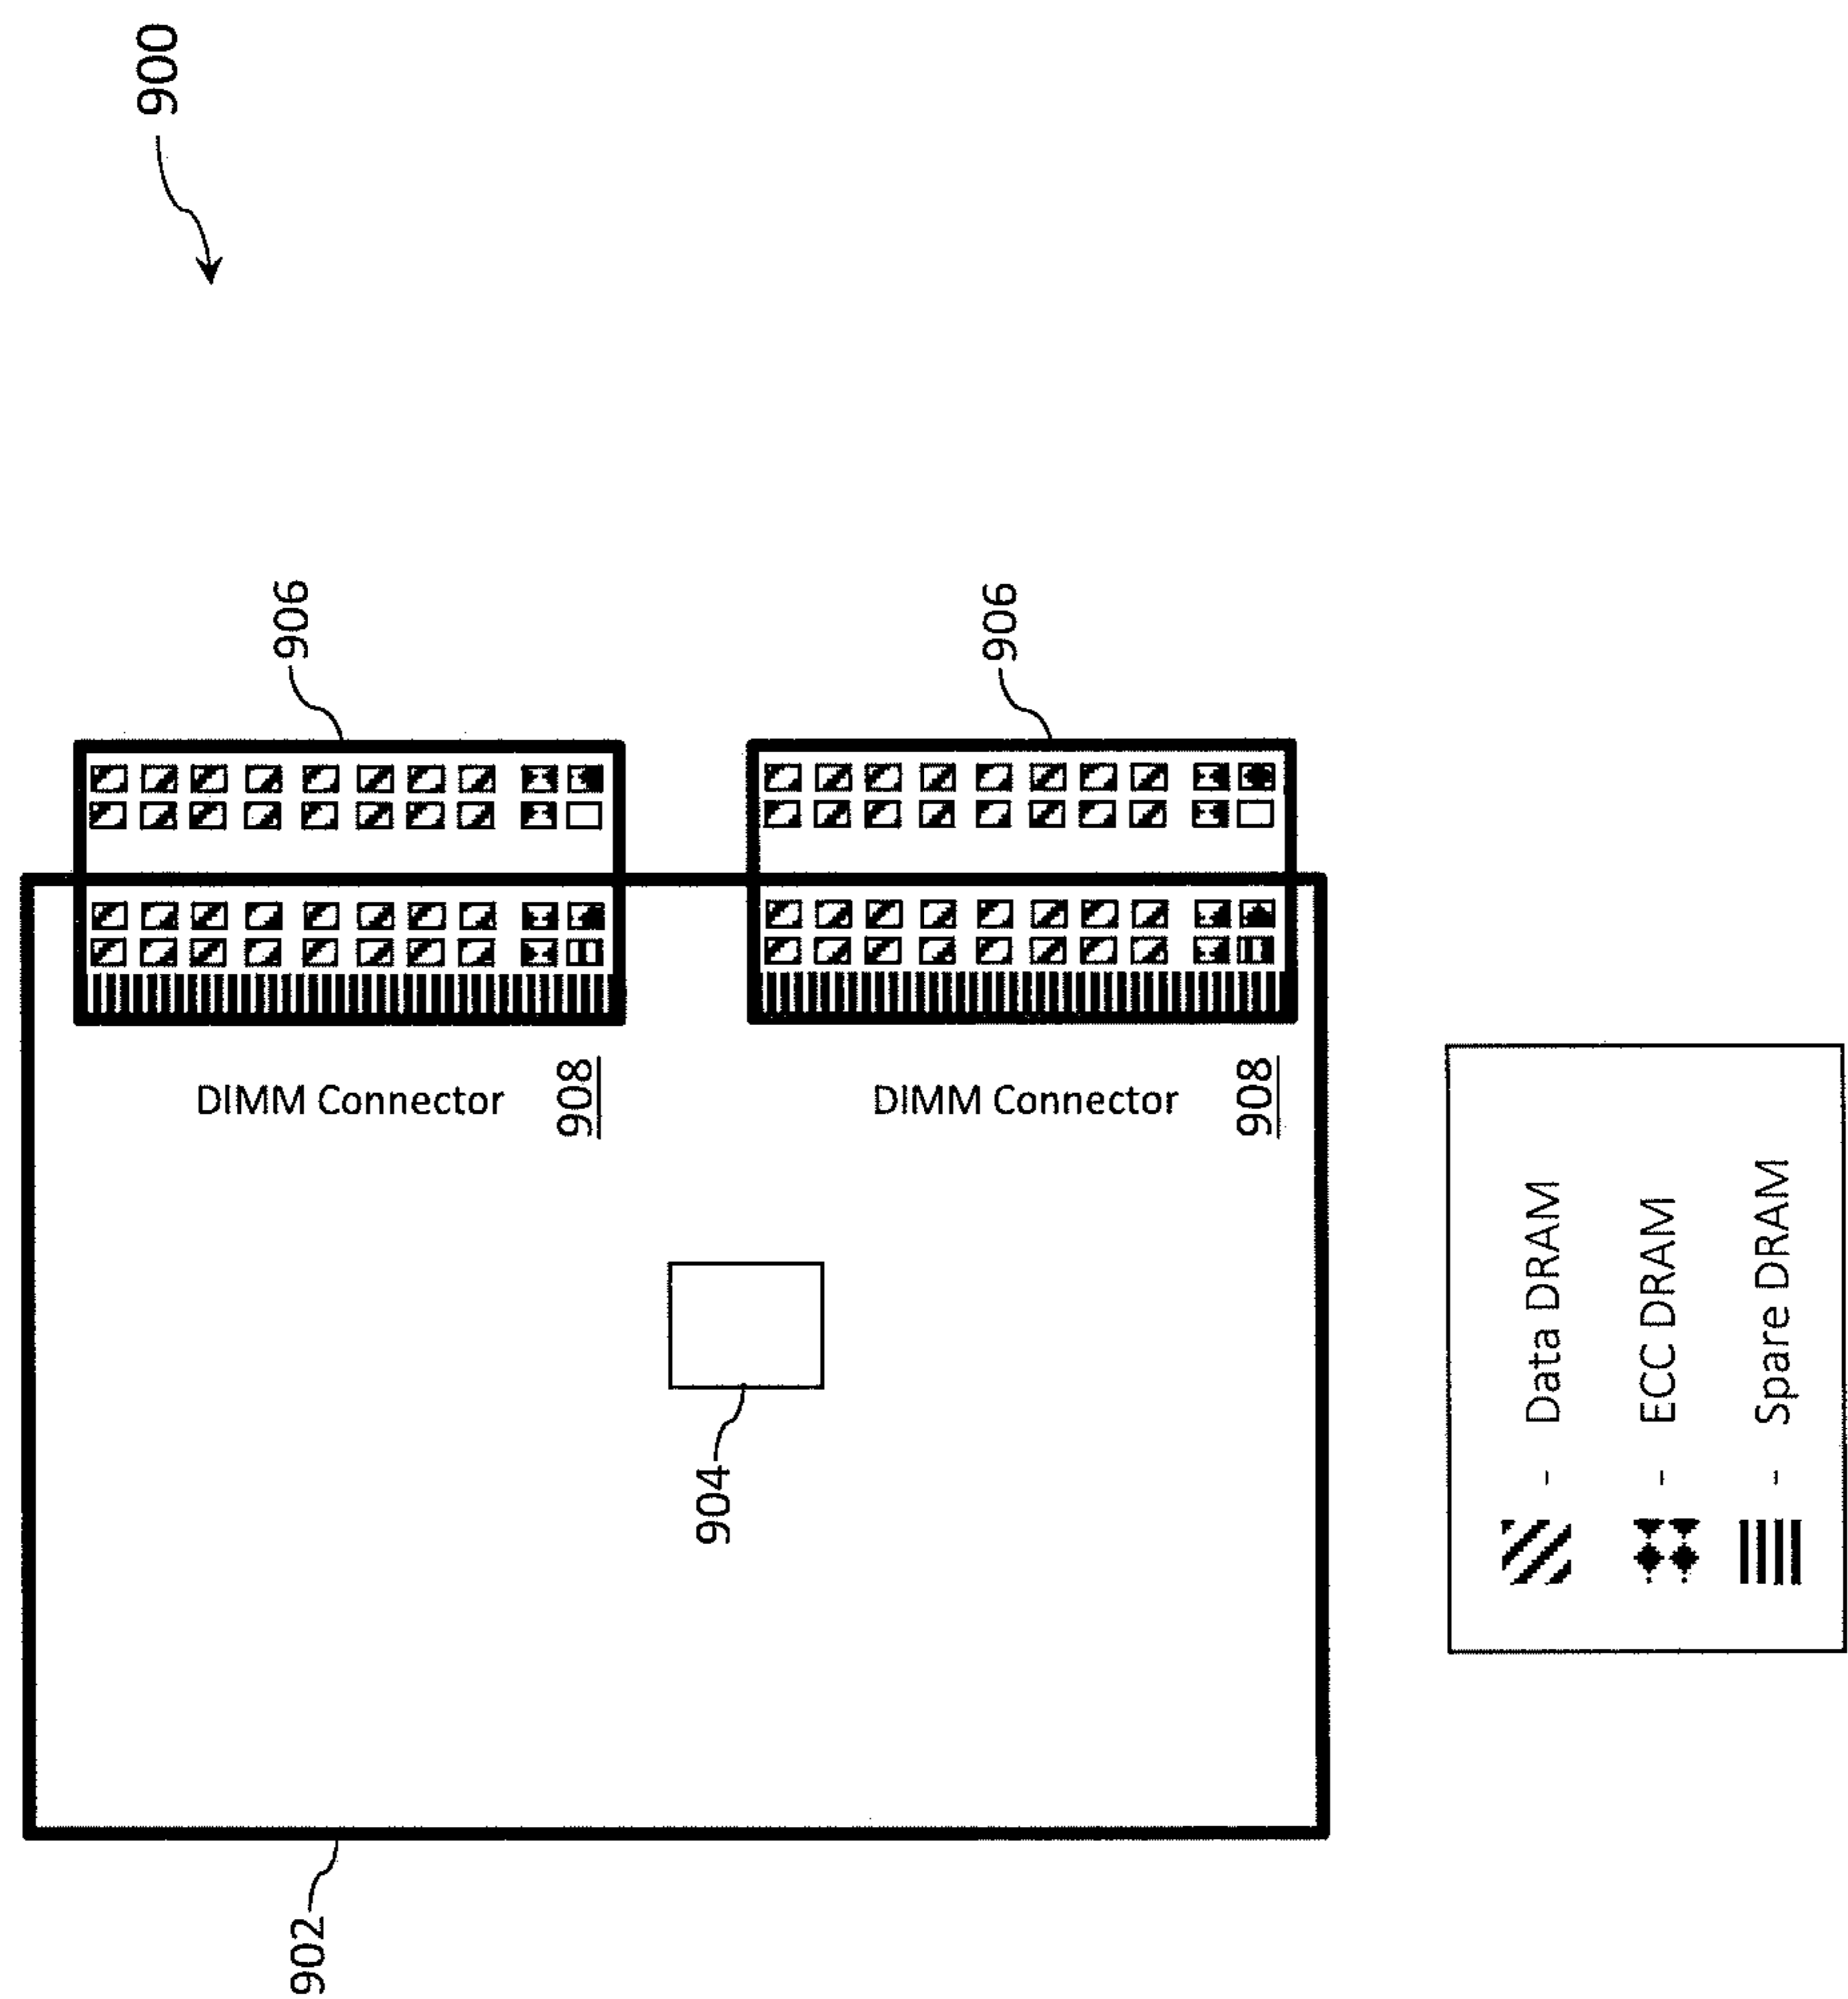 900
906
906
DIMM Connector
908
DIMM Connector
908
904
902
- Data DRAM
- ECC DRAM
- Spare DRAM